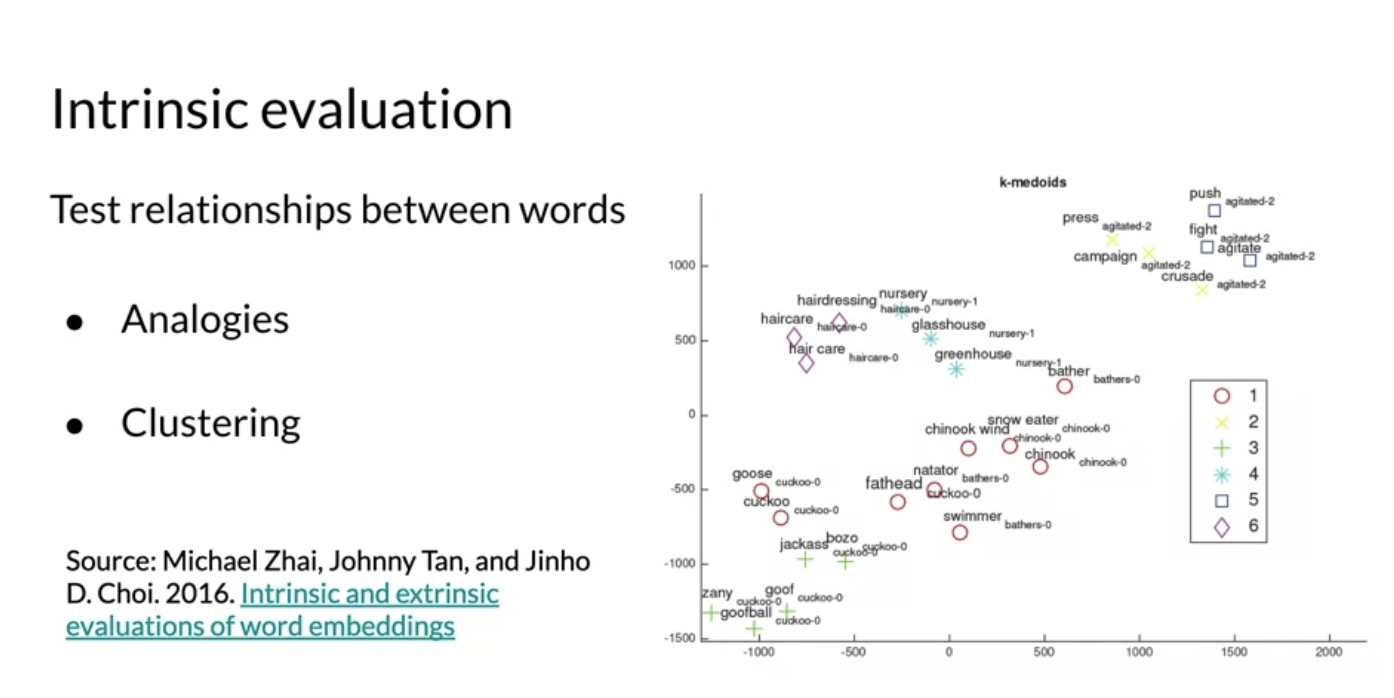 Intrinsic evaluation
Test relationships between words
● Analogies
● Clustering
Source: Michael Zhai, Johnny Tan, and Jinho
D. Choi. 2016. Intrinsic and extrinsic
evaluations of word embeddings
k-medoids
push agitated-2
press agitated-2
fight agitated-2
agitate agitated-2
campaign agitated-2
crusade agitated-2
1000
hairdressing haircare-0
nursery nursery-1
haircare haircare-0
glasshouse nursery-1
500
hair care haircare-0
greenhouse nursery-1
bather bathers-0
0
snow eater chinook-0
chinook wind chinook-0
chinook chinook-0
-500
goose cuckoo-0
natator bathers-0
fathead cuckoo-0
cuckoo cuckoo-0
swimmer bathers-0
-1000
jackass cuckoo-0
bozo cuckoo-0
zany cuckoo-0
goof cuckoo-0
goofball cuckoo-0
-1500
-1000 -500 0 500 1000 1500 2000
1
2
3
4
5
6